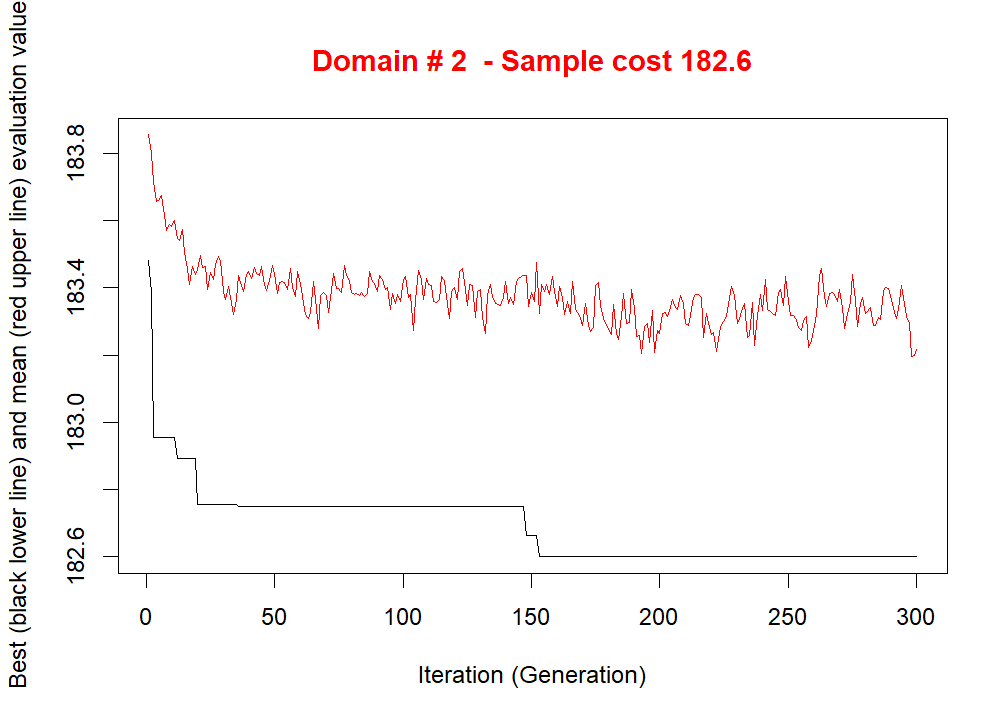 Domain # 2  - Sample cost 182.6
Best (black lower line) and mean (red upper line) evaluation value
183.8
183.4
183.0
182.6
0 50 100 150 200 250 300
Iteration (Generation)